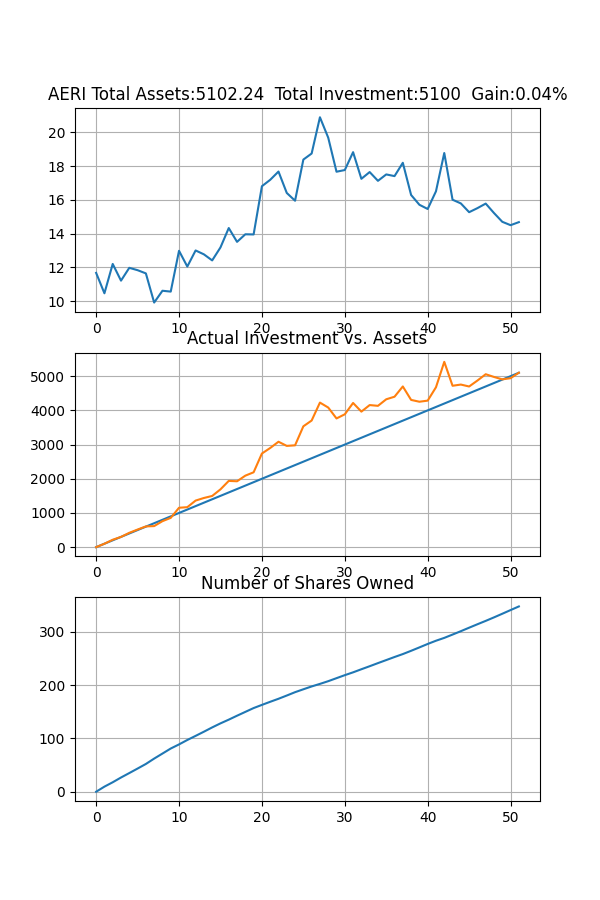 AERI Total Assets:5102.24  Total Investment:5100  Gain:0.04%
20
18
16
14
12
10
0 10 20 30 40 50
Actual Investment vs. Assets
5000
4000
3000
2000
1000
0
0 10 20 30 40 50
Number of Shares Owned
300
200
100
0
0 10 20 30 40 50